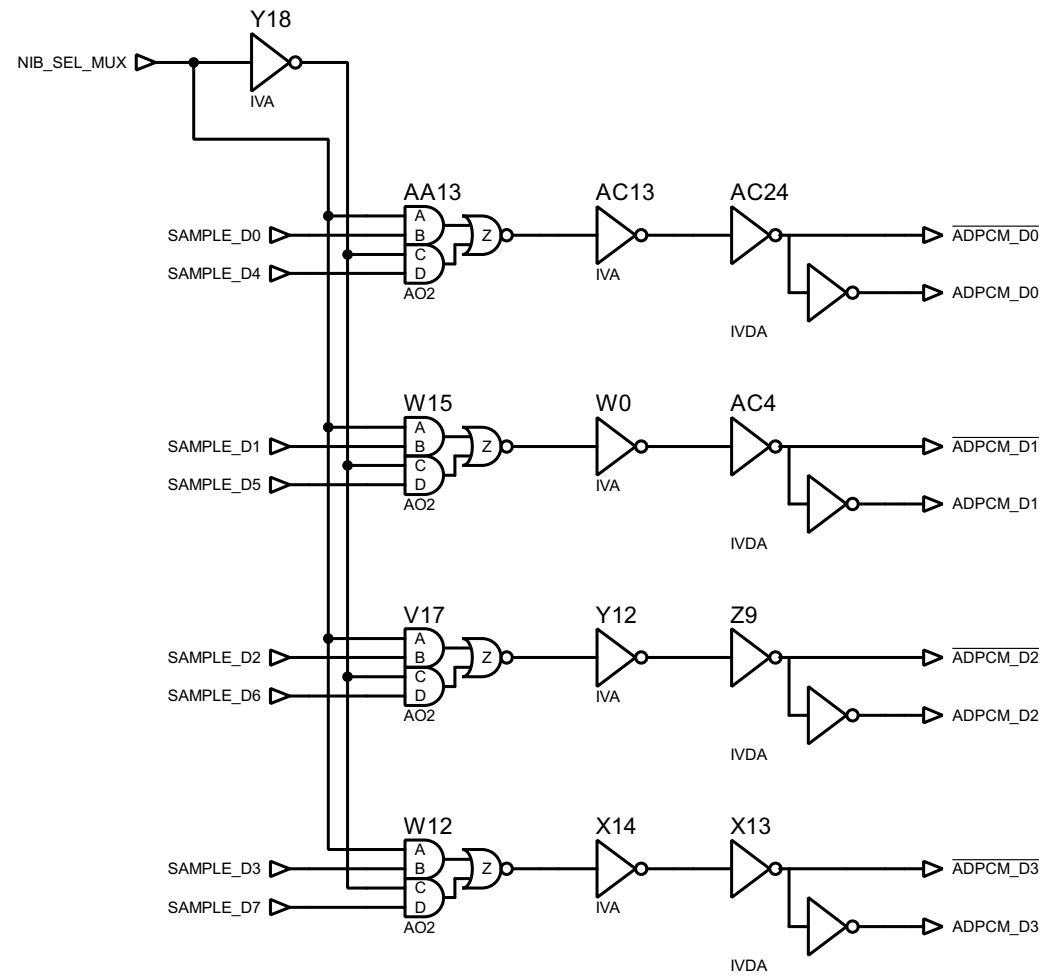 Y18
NIB_SEL_MUX
IVA
AA13 AC13 AC24
A
SAMPLE_D0 B Z ADPCM_D0
C
SAMPLE_D4 D IVA ADPCM_D0
AO2
IVDA
W15 W0 AC4
A
SAMPLE_D1 B Z ADPCM_D1
C
SAMPLE_D5 D IVA ADPCM_D1
AO2
IVDA
V17 Y12 Z9
A
SAMPLE_D2 B Z ADPCM_D2
C
SAMPLE_D6 D IVA ADPCM_D2
AO2
IVDA
W12 X14 X13
A
SAMPLE_D3 B Z ADPCM_D3
C
SAMPLE_D7 D IVA ADPCM_D3
AO2
IVDA